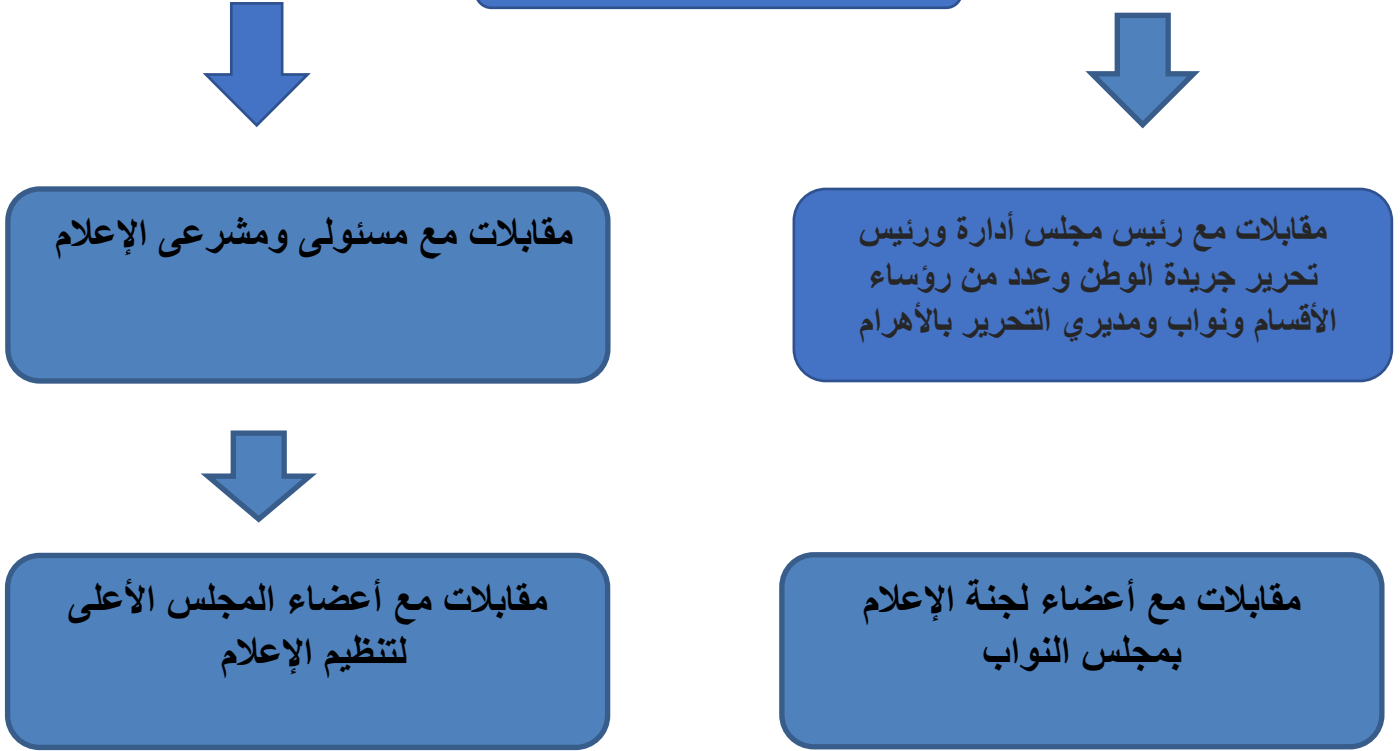 مقابلات مع رئيس مجلس أدارة ورئيس
تحرير جريدة الوطن وعدد من رؤساء
الأقسام ونواب ومديري التحرير بالأهرام
مقابلات مع مسئولى ومشرعى الإعلام
مقابلات مع أعضاء لجنة الإعلام
بمجلس النواب
مقابلات مع أعضاء المجلس الأعلى
لتنظيم الإعلام